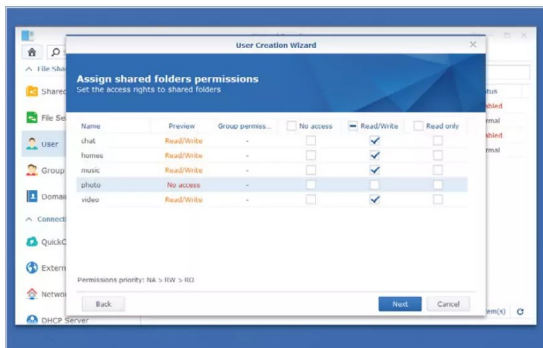 User Creation Wizard
File Sha
Shared
File Se
User
Group
Domai
Connecti
QuickC
Extern
Networ
DHCP Server
Assign shared folders permissions
Set the access rights to shared folders
Name Preview Group permiss... No access Read/Write Read only
chat Read/Write -
homes Read/Write -
music Read/Write -
photo No access -
video Read/Write -
Permissions priority: NA > RW > RO
Back Next Cancel
tus
abled
rmal
abled
rmal
em(s)